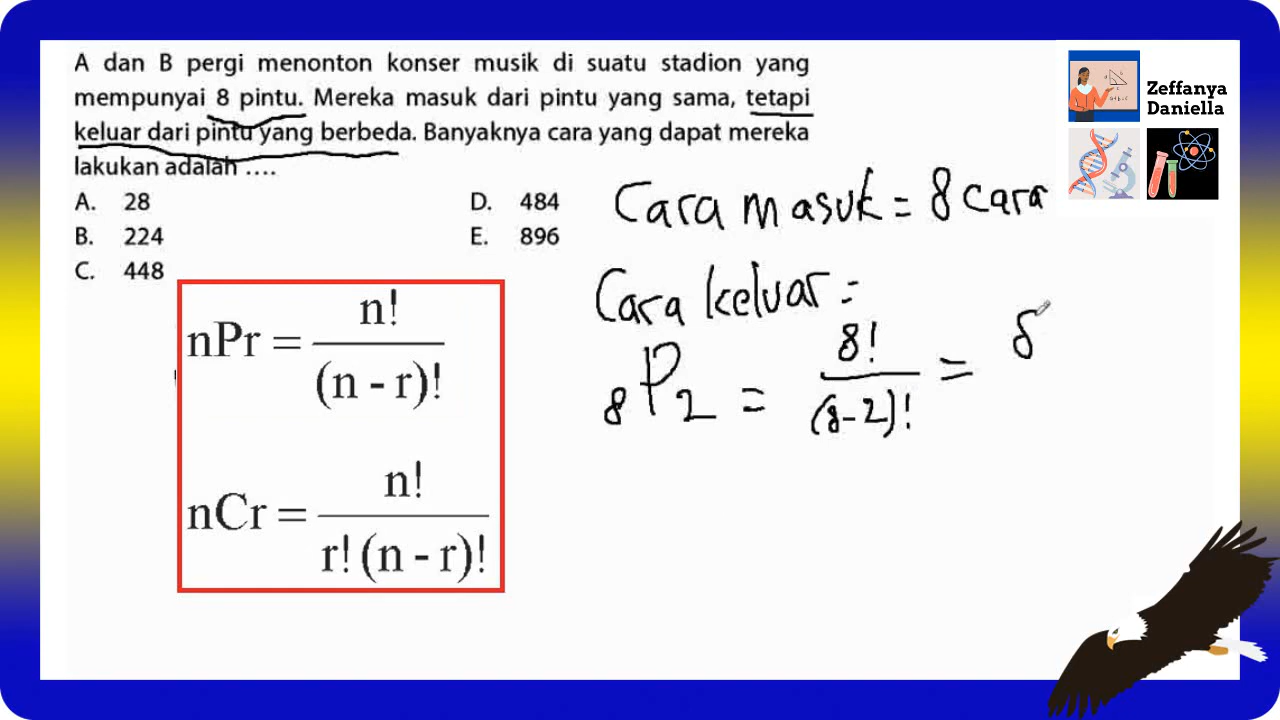 A dan B pergi menonton konser musik di suatu stadion yang
mempunyai 8 pintu. Mereka masuk dari pintu yang sama, tetapi
keluar dari pintu yang berbeda. Banyaknya cara yang dapat mereka
lakukan adalah ....
A. 28
B. 224
C. 448
D. 484
E. 896
nPr = n! / (n - r)!
nCr = n! / r! (n - r)!
Cara masuk = 8 cara
Cara keluar =
8P2 = 8! / (8-2)! = 8
Zeffanya
Daniella